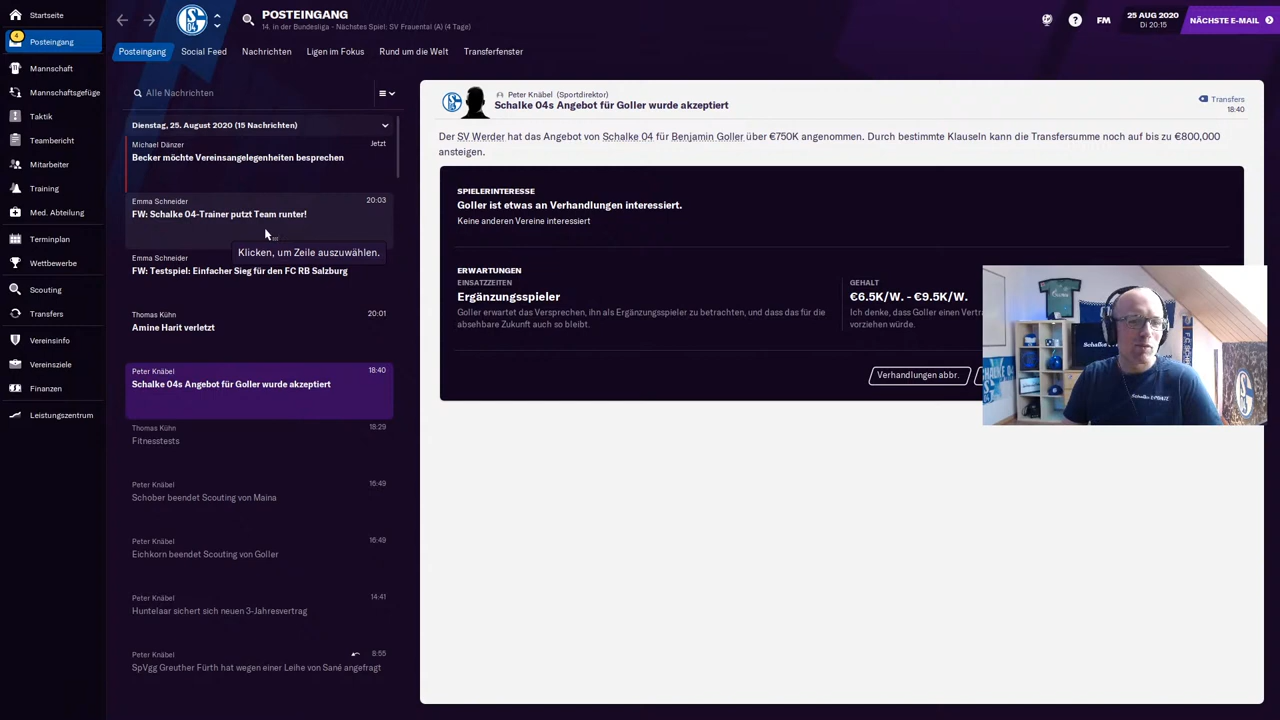 Startseite
4
Posteingang
Mannschaft
Mannschaftsgefüge
Taktik
Teambericht
Mitarbeiter
Training
Med. Abteilung
Terminplan
Wettbewerbe
Scouting
Transfers
Vereinsinfo
Vereinsziele
Finanzen
Leistungszentrum
POSTEINGANG
14. in der Bundesliga - Nächstes Spiel: SV Frauental (A) (4 Tage)
FM
25 AUG 2020
Di 20:15
NÄCHSTE E-MAIL
Posteingang Social Feed Nachrichten Ligen im Fokus Rund um die Welt Transferfenster
Alle Nachrichten
Dienstag, 25. August 2020 (15 Nachrichten)
Michael Dänzer Jetzt
Becker möchte Vereinsangelegenheiten besprechen
Emma Schneider 20:03
FW: Schalke 04-Trainer putzt Team runter!
Klicken, um Zeile auszuwählen.
Emma Schneider
FW: Testspiel: Einfacher Sieg für den FC RB Salzburg
Thomas Kühn 20:01
Amine Harit verletzt
Peter Knäbel 18:40
Schalke 04s Angebot für Goller wurde akzeptiert
Thomas Kühn 18:29
Fitnesstests
Peter Knäbel 16:49
Schober beendet Scouting von Maina
Peter Knäbel 16:49
Eichkorn beendet Scouting von Goller
Peter Knäbel 14:41
Huntelaar sichert sich neuen 3-Jahresvertrag
Peter Knäbel 8:55
SpVgg Greuther Fürth hat wegen einer Leihe von Sané angefragt
Peter Knäbel (Sportdirektor)
Schalke 04s Angebot für Goller wurde akzeptiert
Transfers
18:40
Der SV Werder hat das Angebot von Schalke 04 für Benjamin Goller über €750K angenommen. Durch bestimmte Klauseln kann die Transfersumme noch auf bis zu €800,000
ansteigen.
SPIELERINTERESSE
Goller ist etwas an Verhandlungen interessiert.
Keine anderen Vereine interessiert
ERWARTUNGEN
EINSATZZEITEN
Ergänzungsspieler
Goller erwartet das Versprechen, ihn als Ergänzungsspieler zu betrachten, und dass das für die
absehbare Zukunft auch so bleibt.
GEHALT
€6.5K/W. - €9.5K/W.
Ich denke, dass Goller einen Vertra
vorziehen würde.
Verhandlungen abbr.